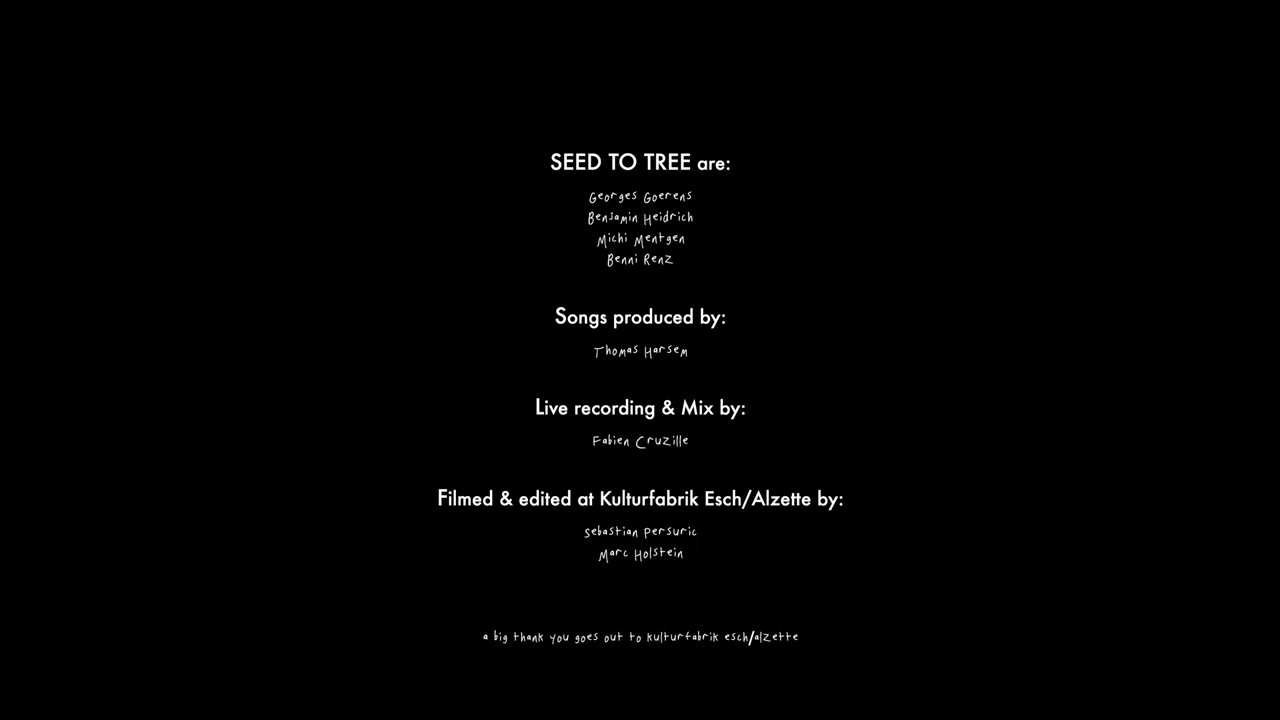 SEED TO TREE are:
Georges Goerens
Benjamin Heidrich
Michi Mentgen
Benni Renz
Songs produced by:
Thomas Harsem
Live recording & Mix by:
Fabien Cruzille
Filmed & edited at Kulturfabrik Esch/Alzette by:
Sebastian Persuric
Marc Holstein
a big thank you goes out to kulturfabrik esch/alzette